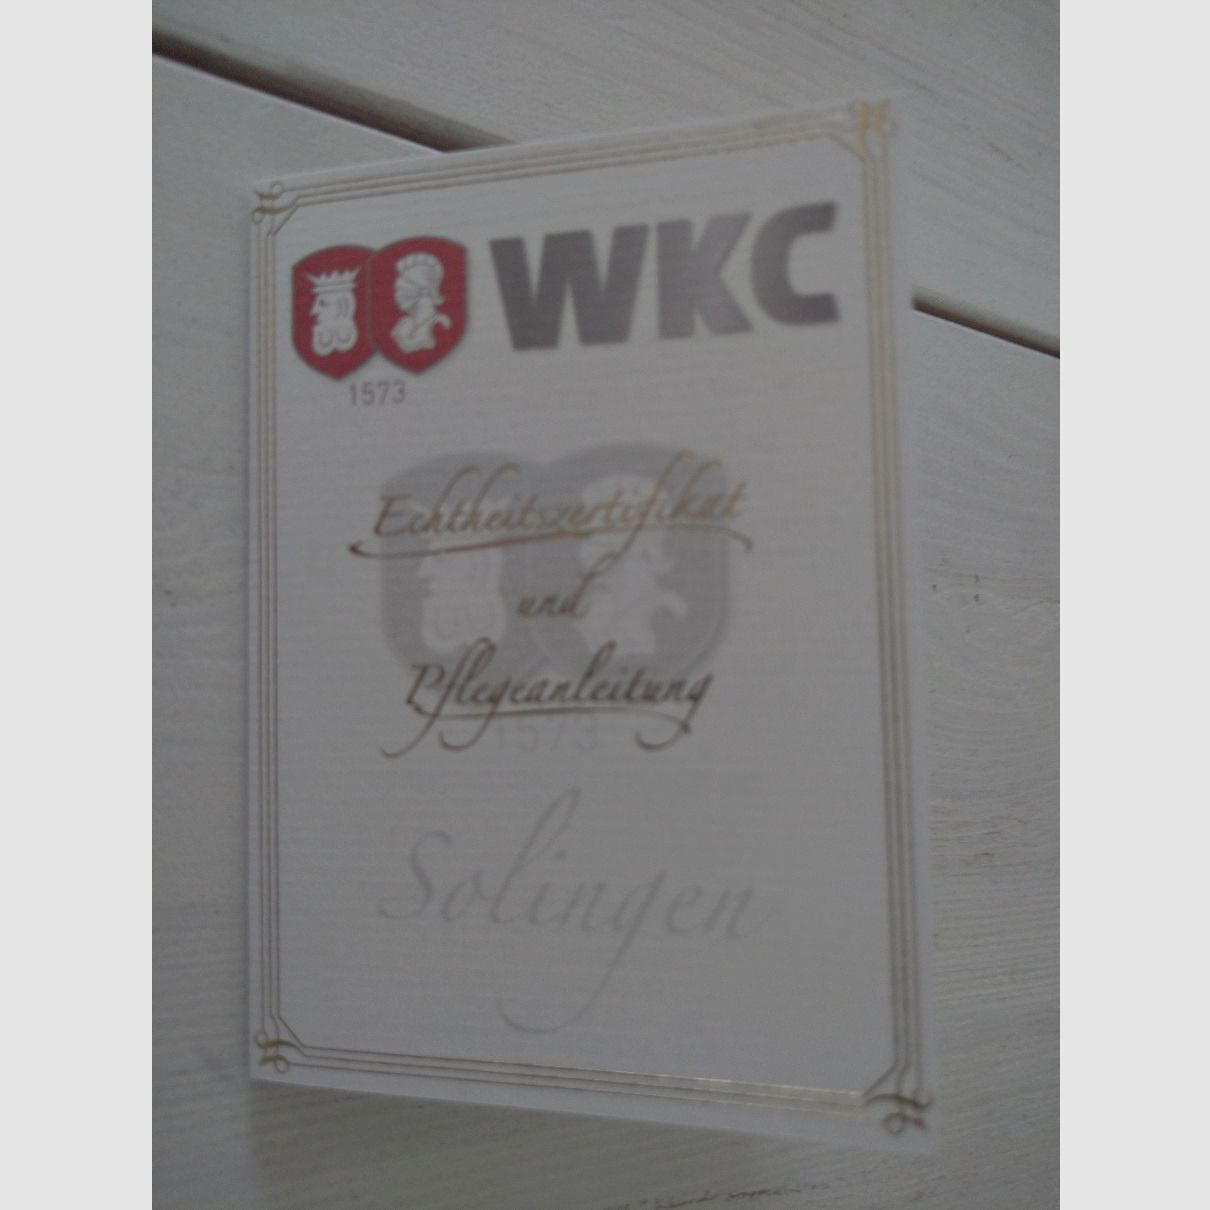 WKC
1573
Echtheitszertifikat
und
Pflegeanleitung
1573
Solingen